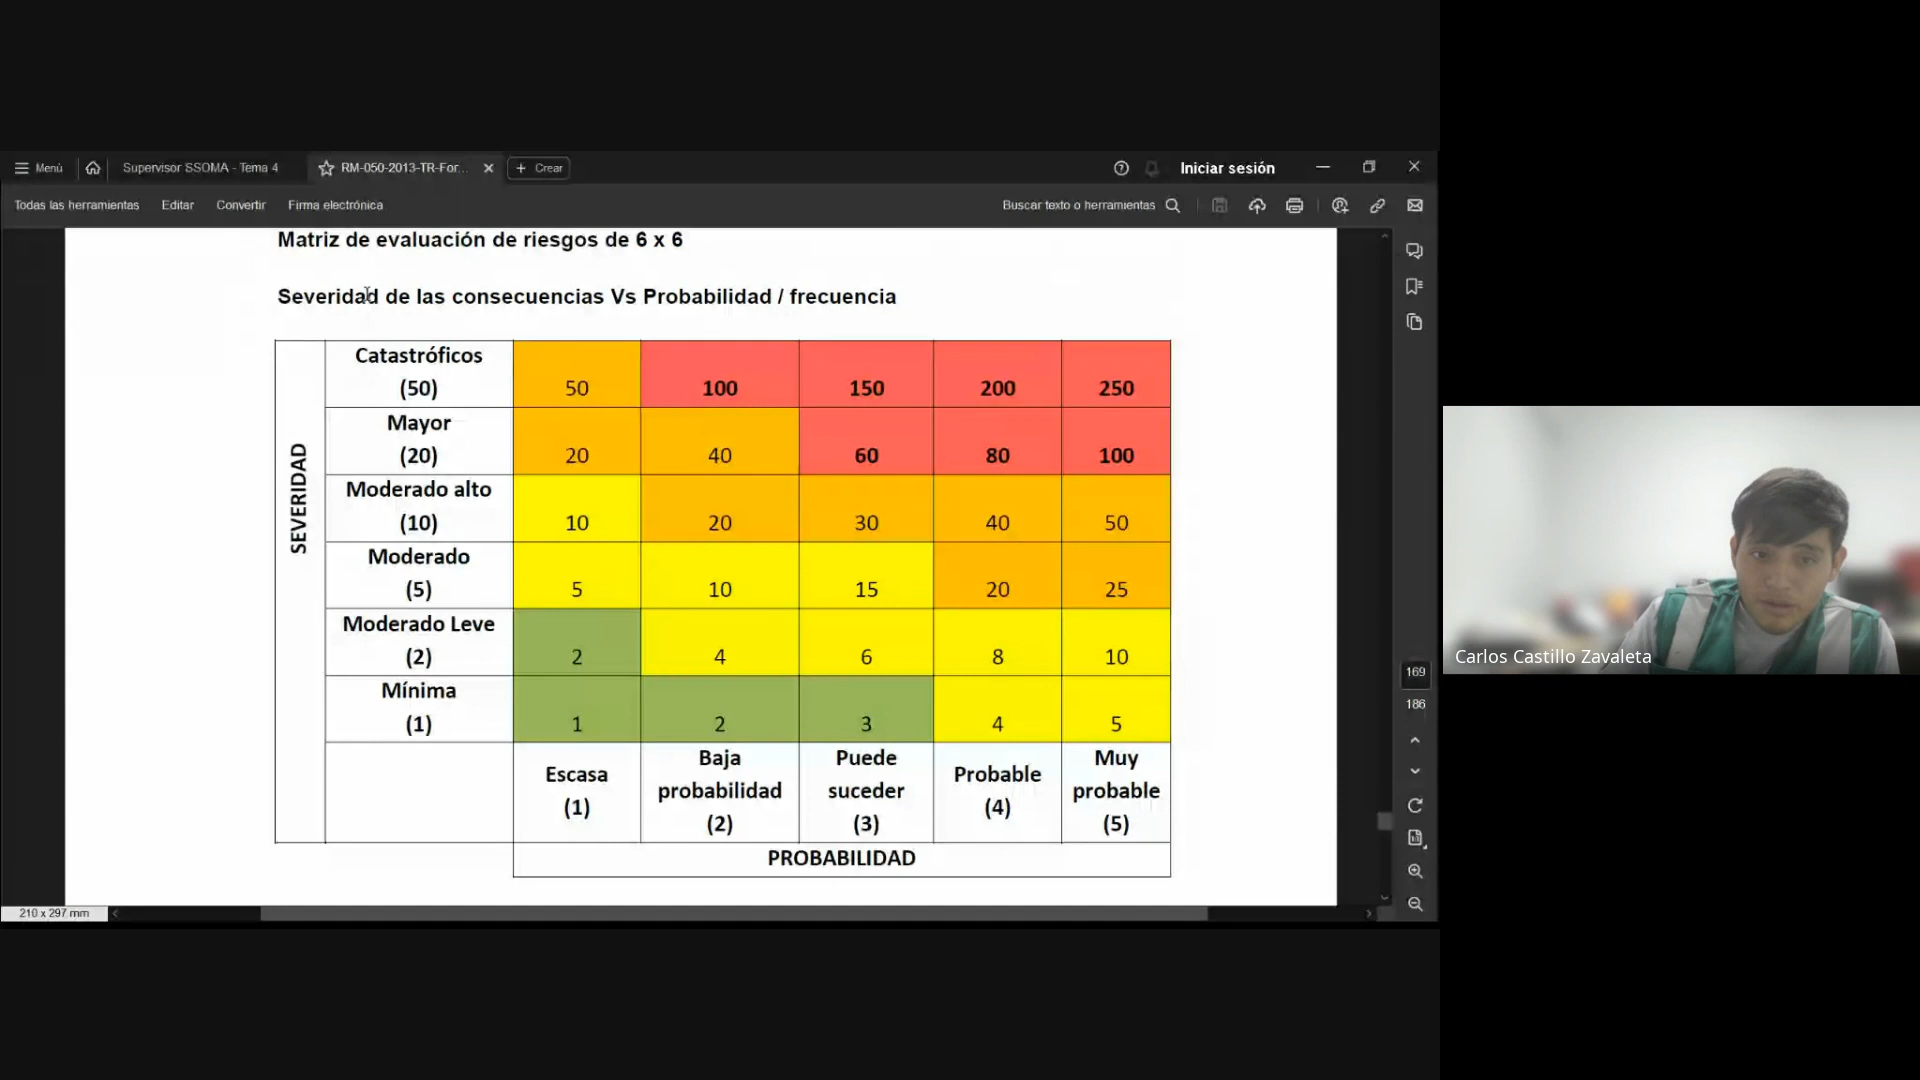 Menú
Supervisor SSOMA - Tema 4
RM-050-2013-TR-For...
Crear
Iniciar sesión
Todas las herramientas
Editar
Convertir
Firma electrónica
Buscar texto o herramientas
Matriz de evaluación de riesgos de 6 x 6
Severidad de las consecuencias Vs Probabilidad / frecuencia
SEVERIDAD
Catastróficos
(50) 50 100 150 200 250
Mayor
(20) 20 40 60 80 100
Moderado alto
(10) 10 20 30 40 50
Moderado
(5) 5 10 15 20 25
Moderado Leve
(2) 2 4 6 8 10
Mínima
(1) 1 2 3 4 5
Escasa
(1)
Baja
probabilidad
(2)
Puede
suceder
(3)
Probable
(4)
Muy
probable
(5)
PROBABILIDAD
169
186
210 x 297 mm
Carlos Castillo Zavaleta